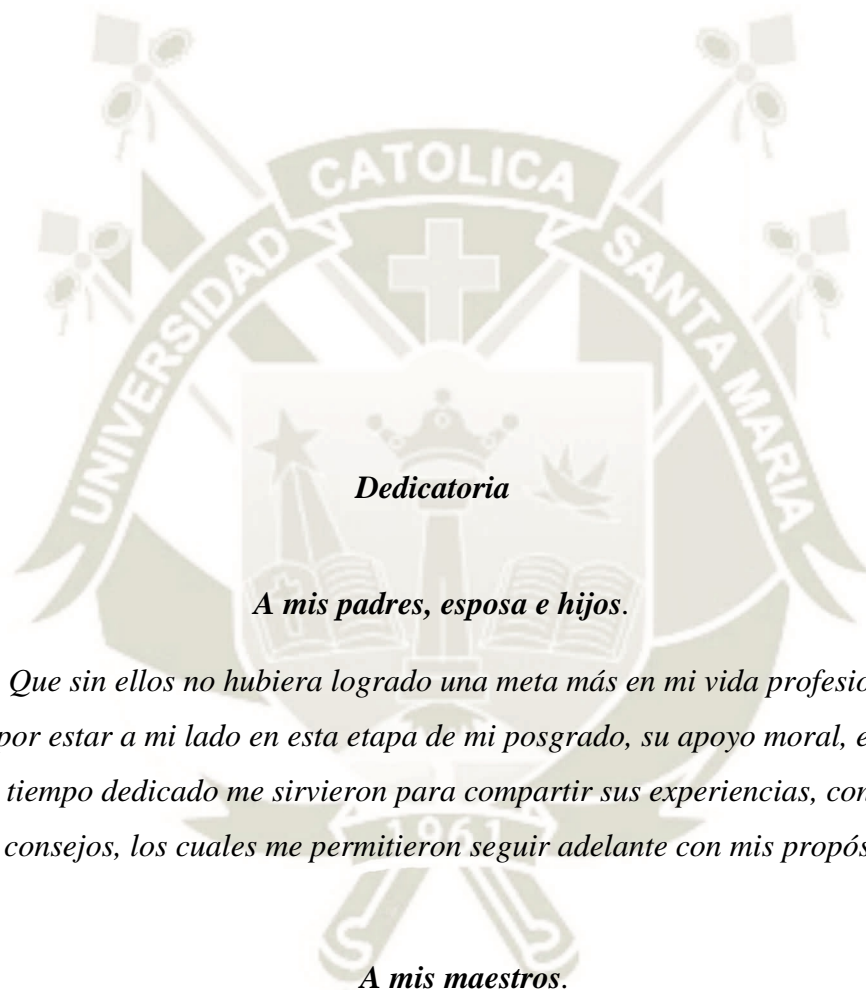 CATOLICA
UNIVERSIDAD
SANTA MARIA
Dedicatoria
A mis padres, esposa e hijos.
Que sin ellos no hubiera logrado una meta más en mi vida profesio
por estar a mi lado en esta etapa de mi posgrado, su apoyo moral, e
tiempo dedicado me sirvieron para compartir sus experiencias, con
consejos, los cuales me permitieron seguir adelante con mis propós
1961
A mis maestros.